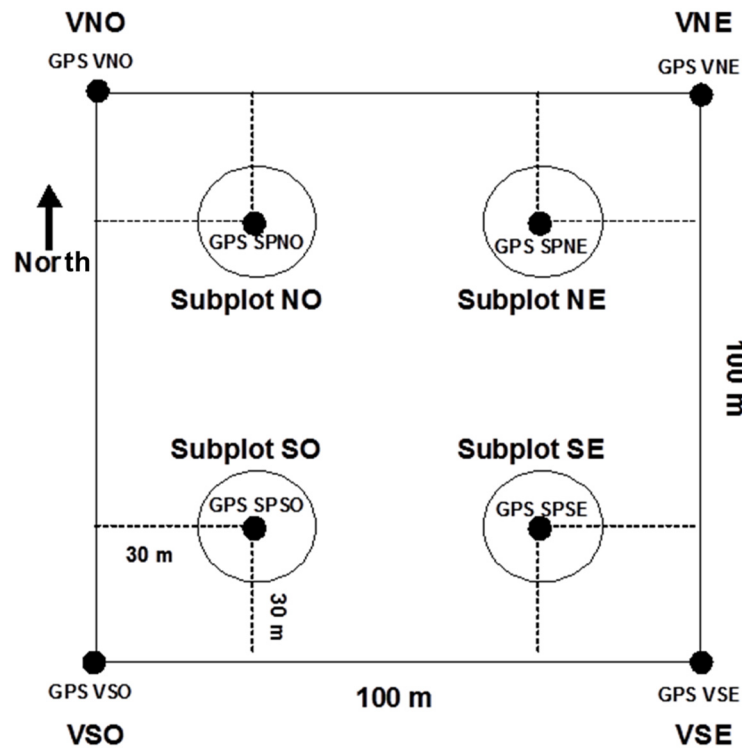 VNO
VNE
GPS VNO
GPS VNE
North
GPS SPNO
GPS SPNE
Subplot NO
Subplot NE
100 m
Subplot SO
Subplot SE
GPS SPSO
GPS SPSE
30 m
30 m
GPS VSO
100 m
GPS VSE
VSO
VSE